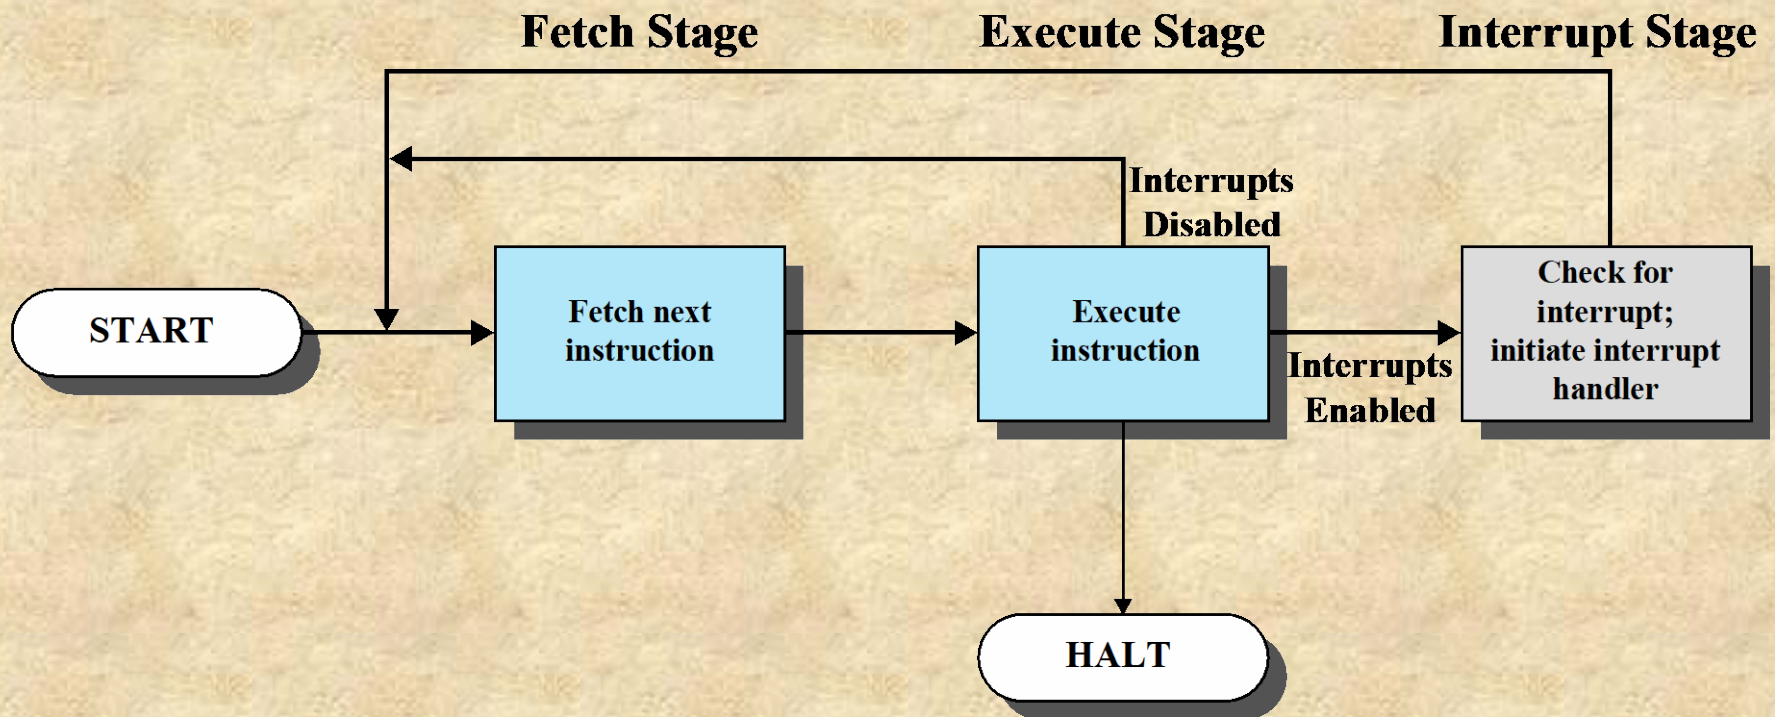 Fetch Stage
Execute Stage
Interrupt Stage
Interrupts
Disabled
START
Fetch next
instruction
Execute
instruction
Interrupts
Enabled
Check for
interrupt;
initiate interrupt
handler
HALT